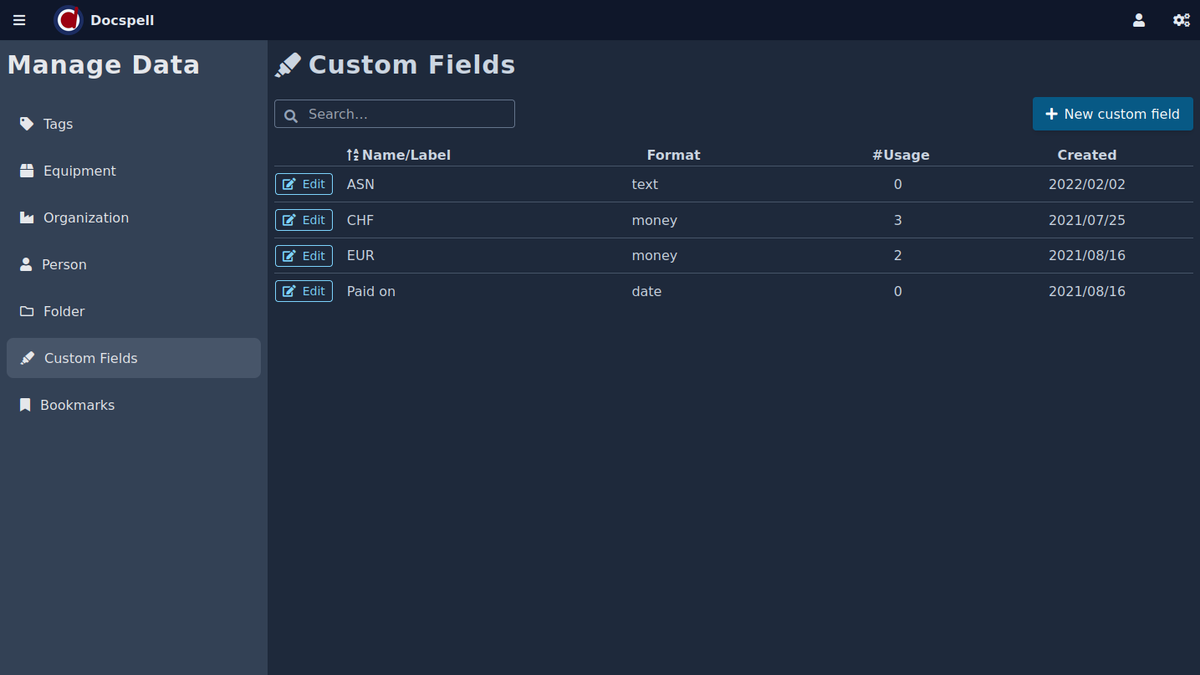 Docspell
Manage Data
Tags
Equipment
Organization
Person
Folder
Custom Fields
Bookmarks
Custom Fields
Search…
New custom field
Name/Label Format #Usage Created
Edit ASN text 0 2022/02/02
Edit CHF money 3 2021/07/25
Edit EUR money 2 2021/08/16
Edit Paid on date 0 2021/08/16